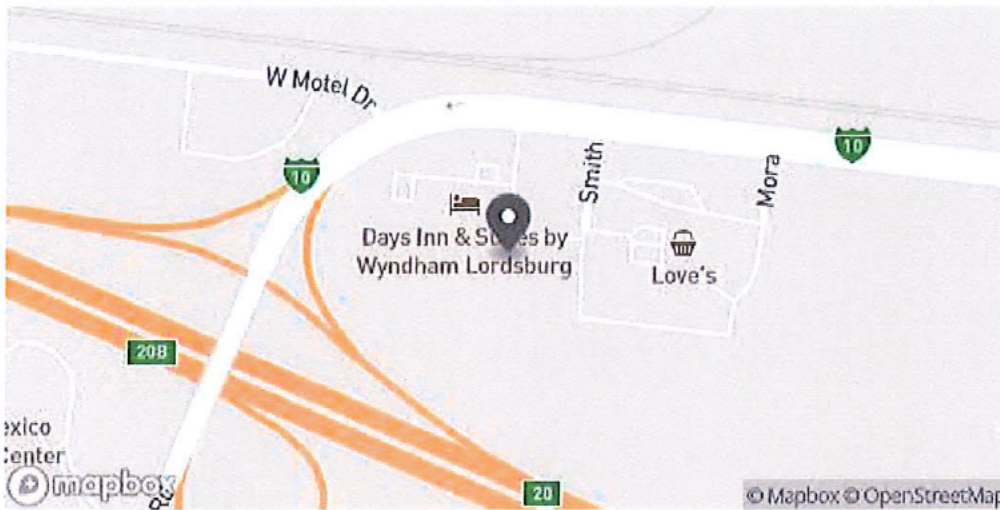 W Motel Dr
10
10
Smith
Mora
Days Inn & Suites by
Wyndham Lordsburg
Love's
20B
exico
Center
mapbox
20
© Mapbox © OpenStreetMap